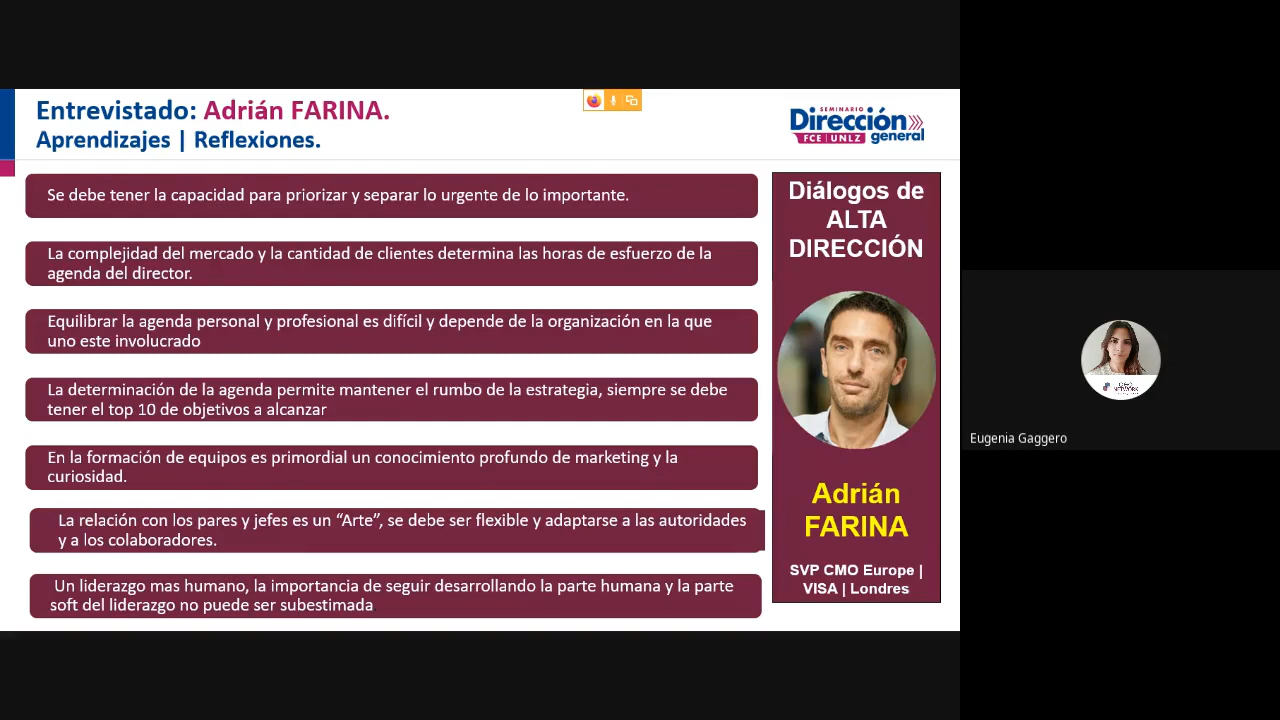 Entrevistado: Adrián FARINA.
Aprendizajes | Reflexiones.
SEMINARIO
Dirección
FCE UNLZ general
Se debe tener la capacidad para priorizar y separar lo urgente de lo importante.
La complejidad del mercado y la cantidad de clientes determina las horas de esfuerzo de la
agenda del director.
Equilibrar la agenda personal y profesional es difícil y depende de la organización en la que
uno este involucrado
La determinación de la agenda permite mantener el rumbo de la estrategia, siempre se debe
tener el top 10 de objetivos a alcanzar
En la formación de equipos es primordial un conocimiento profundo de marketing y la
curiosidad.
La relación con los pares y jefes es un “Arte”, se debe ser flexible y adaptarse a las autoridades
y a los colaboradores.
Un liderazgo mas humano, la importancia de seguir desarrollando la parte humana y la parte
soft del liderazgo no puede ser subestimada
Diálogos de
ALTA
DIRECCIÓN
Adrián
FARINA
SVP CMO Europe |
VISA | Londres
NETWORK
Eugenia Gaggero